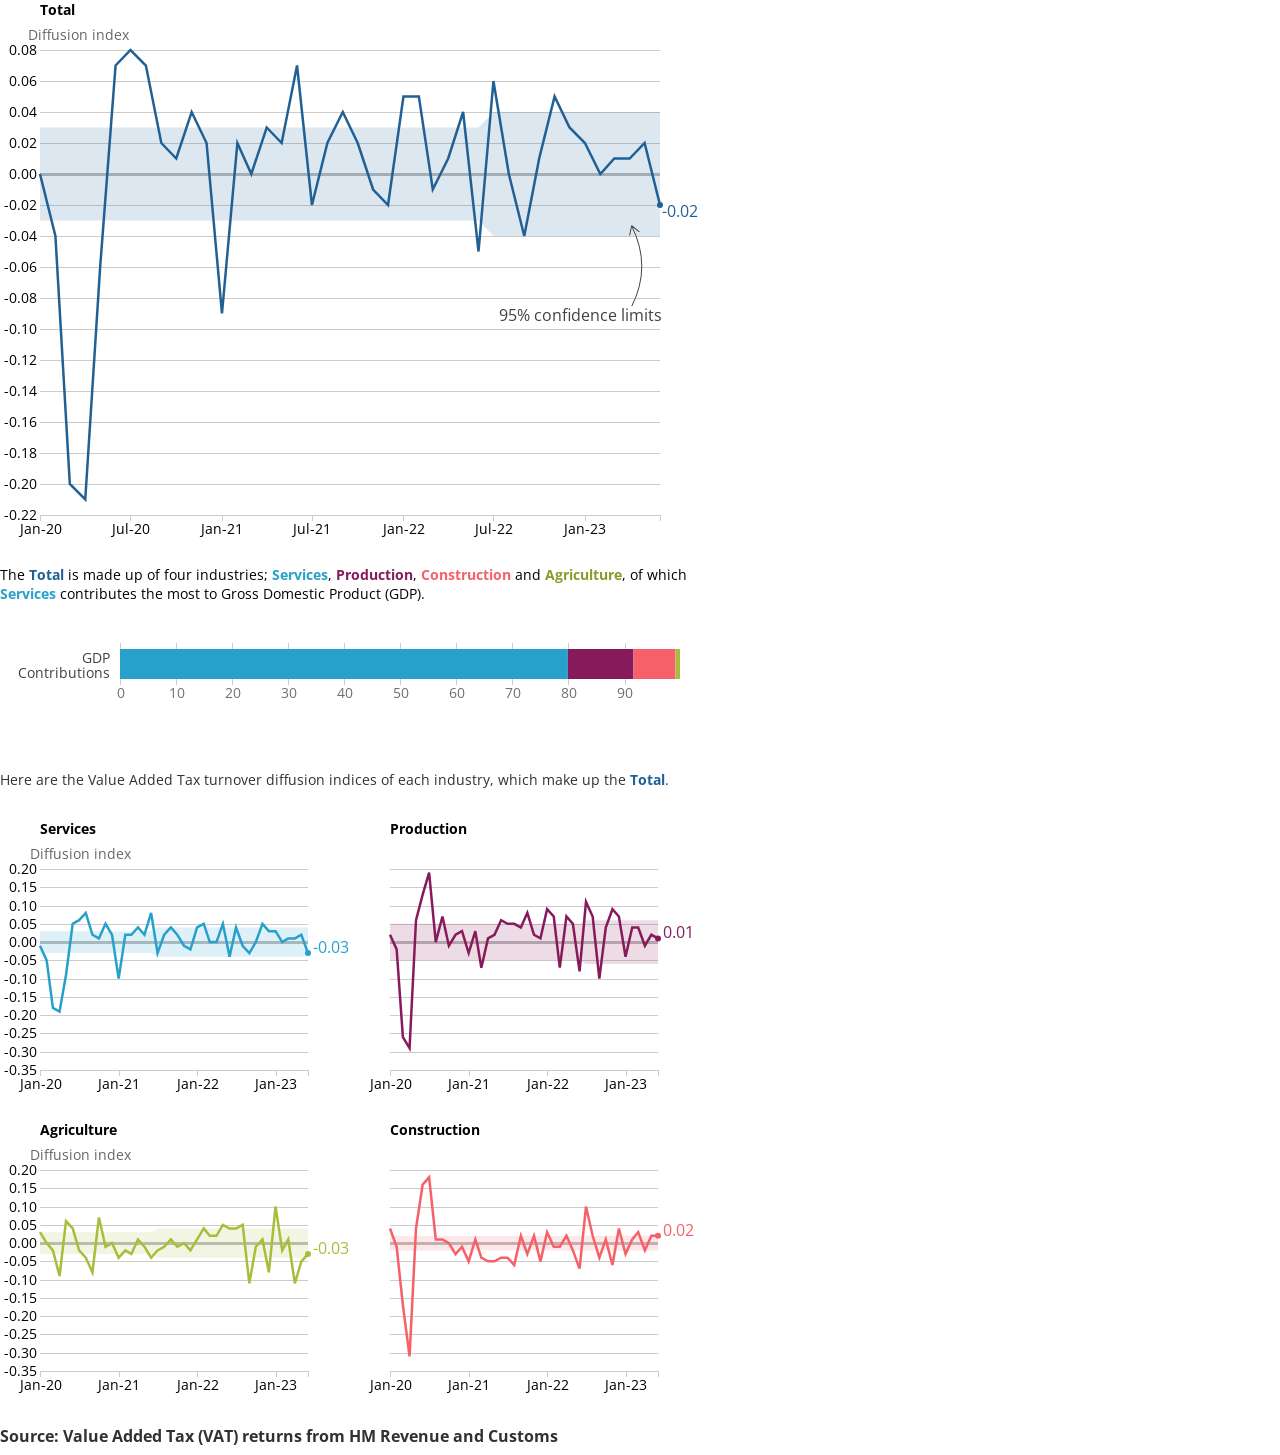 Total
Diffusion index
0.08
0.06
0.04
0.02
0.00
-0.02
-0.04
-0.06
-0.08
-0.10
-0.12
-0.14
-0.16
-0.18
-0.20
-0.22
-0.02
95% confidence limits
Jan-20 Jul-20 Jan-21 Jul-21 Jan-22 Jul-22 Jan-23
The Total is made up of four industries; Services, Production, Construction and Agriculture, of which
Services contributes the most to Gross Domestic Product (GDP).
GDP
Contributions
0 10 20 30 40 50 60 70 80 90
Here are the Value Added Tax turnover diffusion indices of each industry, which make up the Total.
Services
Diffusion index
0.20
0.15
0.10
0.05
0.00
-0.05
-0.10
-0.15
-0.20
-0.25
-0.30
-0.35
-0.03
Jan-20 Jan-21 Jan-22 Jan-23
Production
0.01
Jan-20 Jan-21 Jan-22 Jan-23
Agriculture
Diffusion index
0.20
0.15
0.10
0.05
0.00
-0.05
-0.10
-0.15
-0.20
-0.25
-0.30
-0.35
-0.03
Jan-20 Jan-21 Jan-22 Jan-23
Construction
0.02
Jan-20 Jan-21 Jan-22 Jan-23
Source: Value Added Tax (VAT) returns from HM Revenue and Customs